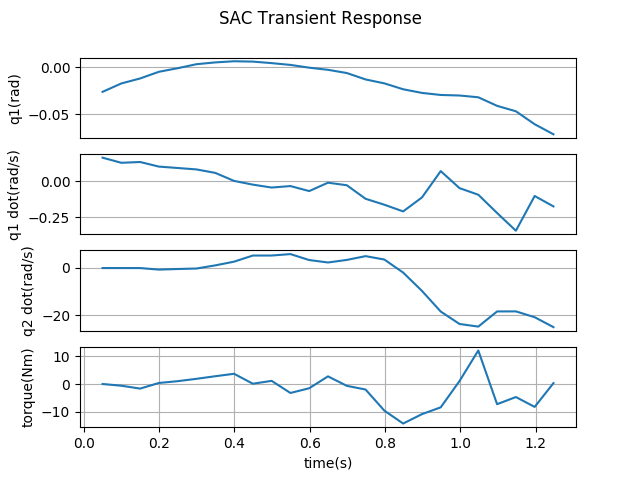 SAC Transient Response
q1(rad)
0.00
−0.05
q1 dot(rad/s)
0.00
−0.25
q2 dot(rad/s)
0
−20
torque(Nm)
10
0
−10
0.0 0.2 0.4 0.6 0.8 1.0 1.2
time(s)